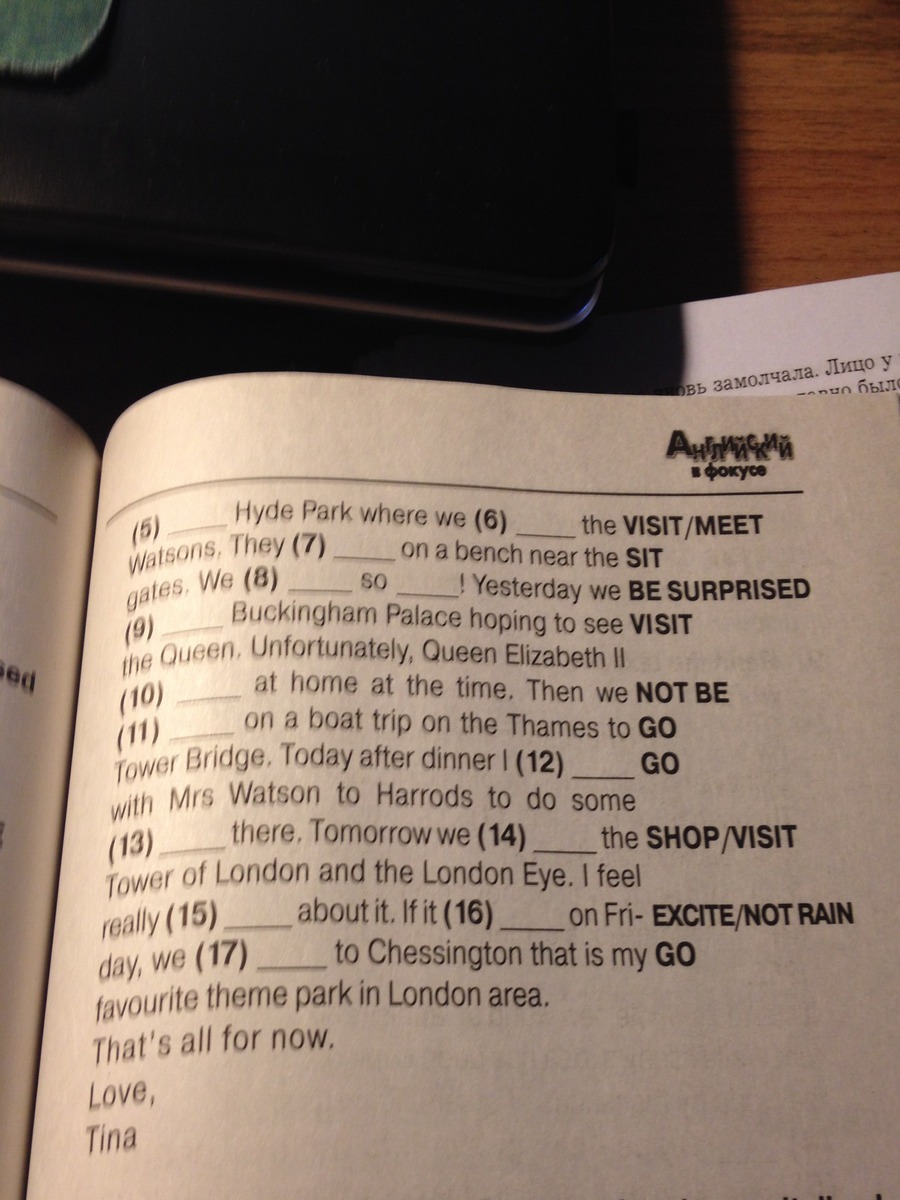 вновь замолчала. Лицо у
было
Английский
в фокусе
(5) ____ Hyde Park where we (6) ____ the VISIT/MEET
Watsons. They (7) ____ on a bench near the SIT
gates. We (8) ____ so ____! Yesterday we BE SURPRISED
(9) ____ Buckingham Palace hoping to see VISIT
the Queen. Unfortunately, Queen Elizabeth II
(10) ____ at home at the time. Then we NOT BE
(11) ____ on a boat trip on the Thames to GO
Tower Bridge. Today after dinner I (12) ____ GO
with Mrs Watson to Harrods to do some
(13) ____ there. Tomorrow we (14) ____ the SHOP/VISIT
Tower of London and the London Eye. I feel
really (15) ____ about it. If it (16) ____ on Fri- EXCITE/NOT RAIN
day, we (17) ____ to Chessington that is my GO
favourite theme park in London area.
That's all for now.
Love,
Tina